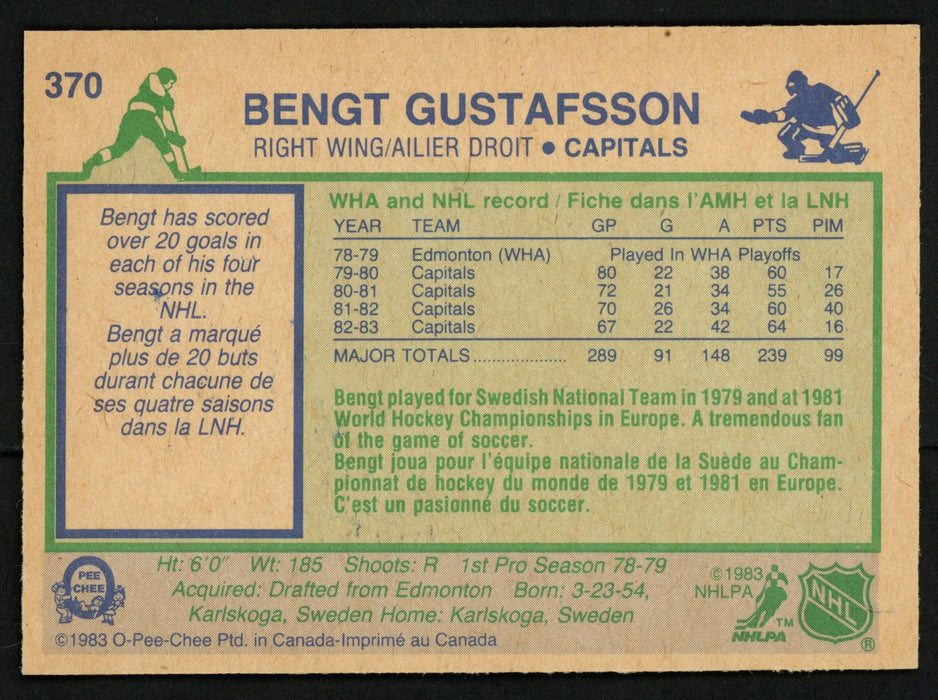 370
BENGT GUSTAFSSON
RIGHT WING/AILIER DROIT • CAPITALS
Bengt has scored
over 20 goals in
each of his four
seasons in the
NHL.
Bengt a marqué
plus de 20 buts
durant chacune de
ses quatre saisons
dans la LNH.
WHA and NHL record / Fiche dans l'AMH et la LNH
YEAR TEAM GP G A PTS PIM
78-79 Edmonton (WHA) Played In WHA Playoffs
79-80 Capitals 80 22 38 60 17
80-81 Capitals 72 21 34 55 26
81-82 Capitals 70 26 34 60 40
82-83 Capitals 67 22 42 64 16
MAJOR TOTALS.................... 289 91 148 239 99
Bengt played for Swedish National Team in 1979 and at 1981
World Hockey Championships in Europe. A tremendous fan
of the game of soccer.
Bengt joua pour l'équipe nationale de la Suède au Cham-
pionnat de hockey du monde de 1979 et 1981 en Europe.
C'est un pasionné du soccer.
PEE
CHEE
Ht: 6'0" Wt: 185 Shoots: R 1st Pro Season 78-79
Acquired: Drafted from Edmonton Born: 3-23-54,
Karlskoga, Sweden Home: Karlskoga, Sweden
©1983 O-Pee-Chee Ptd. in Canada-Imprimé au Canada
©1983
NHLPA
NHLPA TM
NHL ®